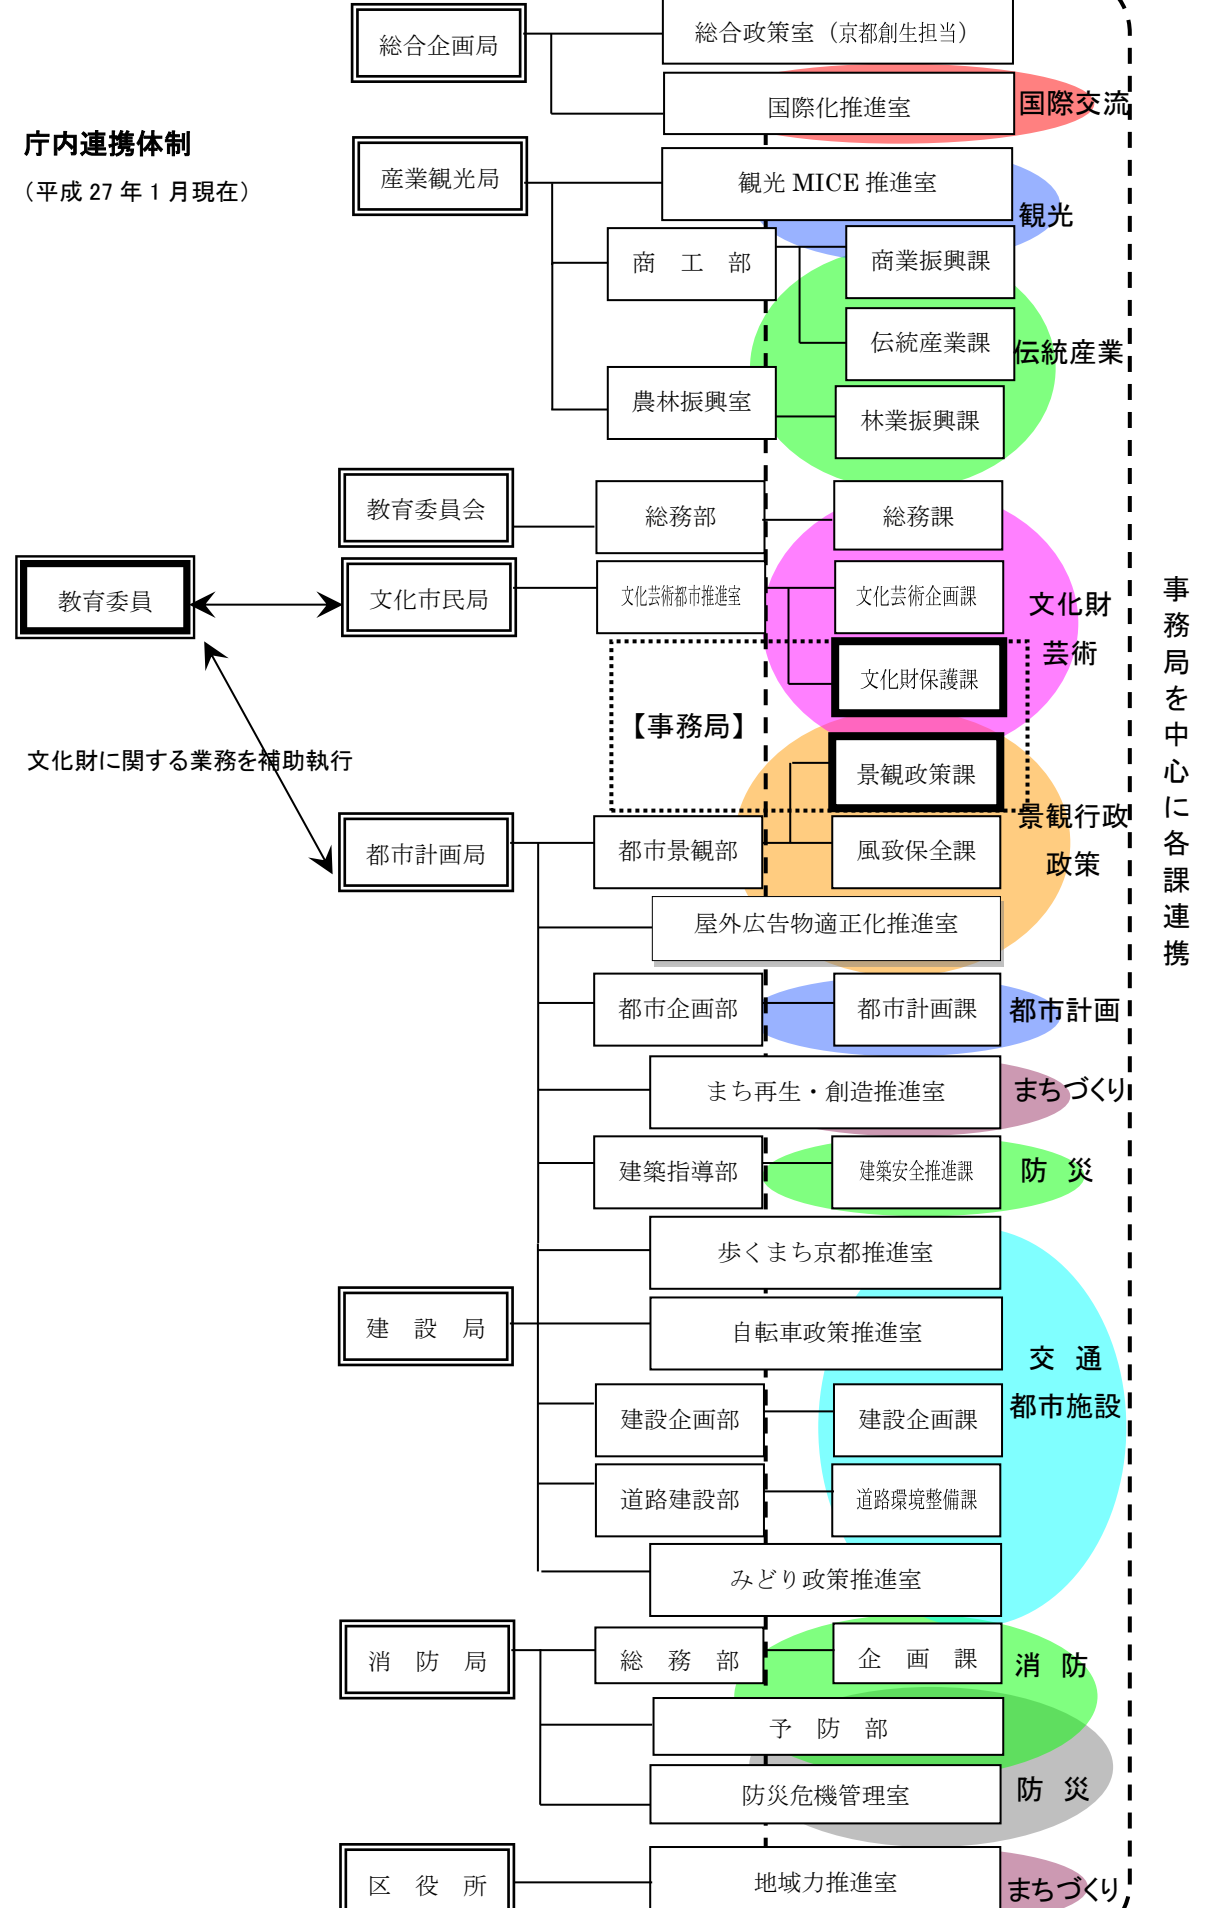 総合企画局
総合政策室（京都創生担当）
国際化推進室
国際交流
庁内連携体制
（平成 27 年 1 月現在）
産業観光局
観光 MICE 推進室
観光
商　工　部
商業振興課
伝統産業課
伝統産業
農林振興室
林業振興課
教育委員会
総務部
総務課
教育委員
文化市民局
文化芸術都市推進室
文化芸術企画課
文化財
芸術
文化財保護課
【事務局】
文化財に関する業務を補助執行
景観政策課
景観行政
政策
都市計画局
都市景観部
風致保全課
屋外広告物適正化推進室
都市企画部
都市計画課
都市計画
まち再生・創造推進室
まちづくり
建築指導部
建築安全推進課
防　災
歩くまち京都推進室
建　設　局
自転車政策推進室
交　通
都市施設
建設企画部
建設企画課
道路建設部
道路環境整備課
みどり政策推進室
消　防　局
総　務　部
企　画　課
消　防
予　防　部
防災危機管理室
防　災
区　役　所
地域力推進室
まちづくり
事務局を中心に各課連携